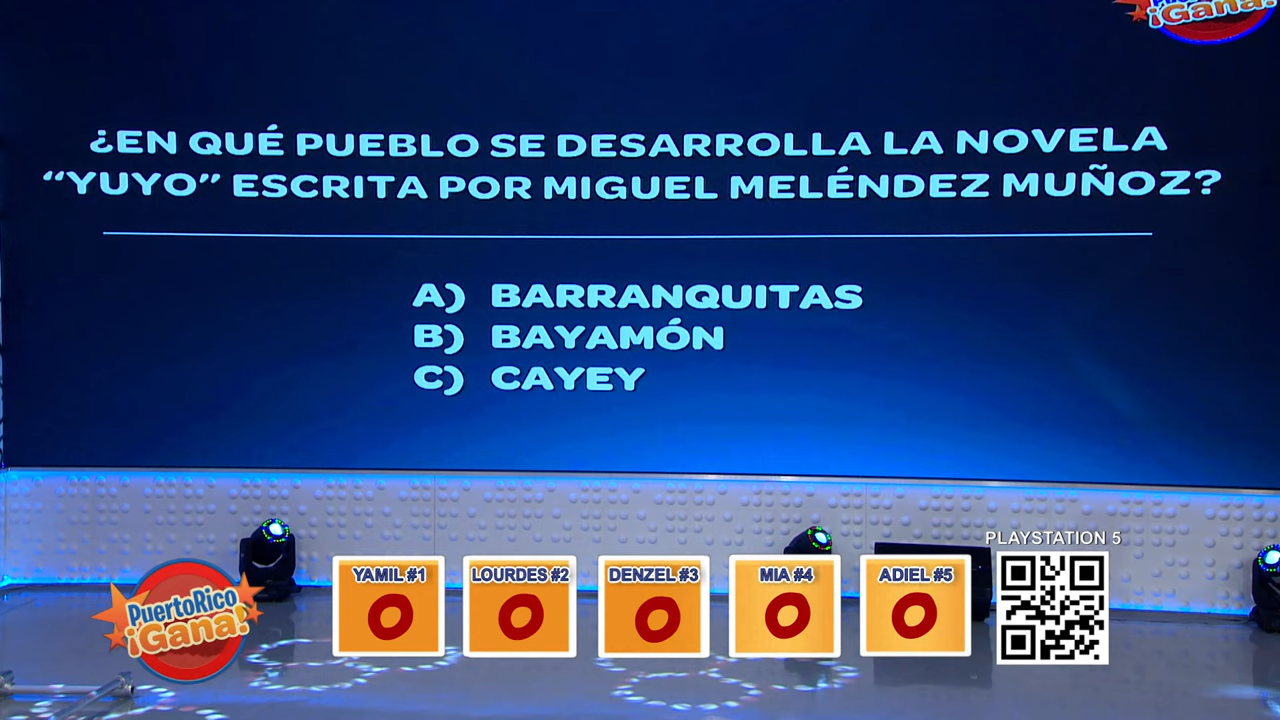 ¡Gana!
¿EN QUÉ PUEBLO SE DESARROLLA LA NOVELA
“YUYO” ESCRITA POR MIGUEL MELÉNDEZ MUÑOZ?
A) BARRANQUITAS
B) BAYAMÓN
C) CAYEY
PLAYSTATION 5
YAMIL #1
LOURDES #2
DENZEL #3
MIA #4
ADIEL #5
0
0
0
0
0
PuertoRico
¡Gana!